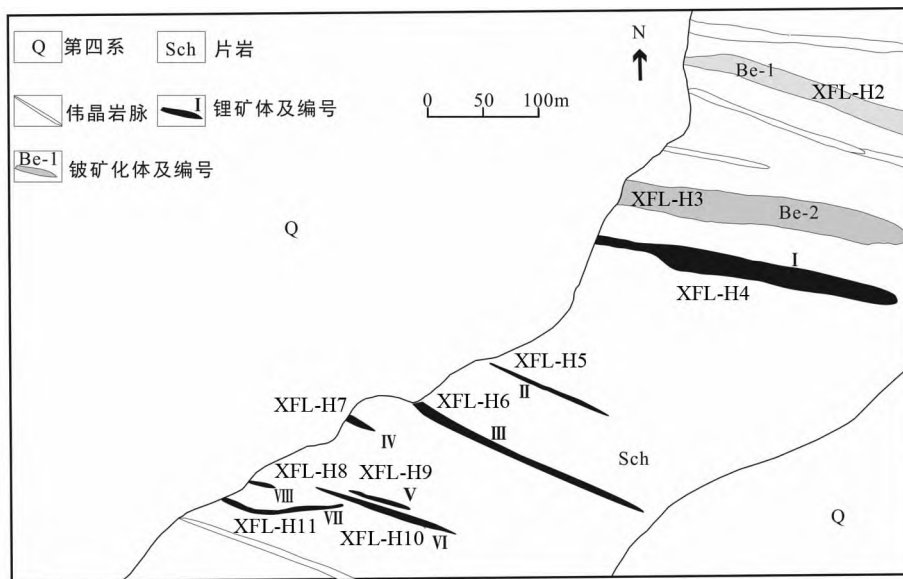 Q 第四系
Sch 片岩
伟晶岩脉
I 锂矿体及编号
Be-1 铍矿化体及编号
N
0 50 100m
Be-1
XFL-H2
XFL-H3
Be-2
Q
I
XFL-H4
XFL-H5
II
XFL-H6
XFL-H7
III
IV
Sch
XFL-H8
XFL-H9
VIII
V
VII
XFL-H11
XFL-H10
VI
Q